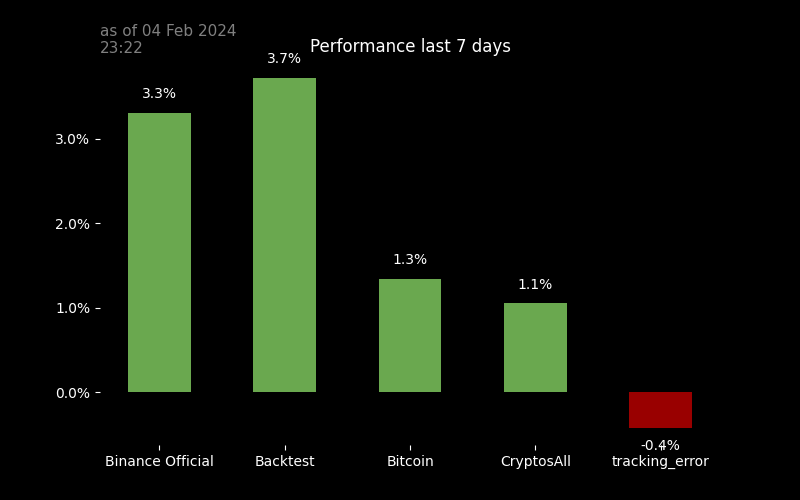 as of 04 Feb 2024
23:22
Performance last 7 days
3.7%
3.3%
1.3%
1.1%
-0.4%
3.0%
2.0%
1.0%
0.0%
Binance Official
Backtest
Bitcoin
CryptosAll
tracking_error